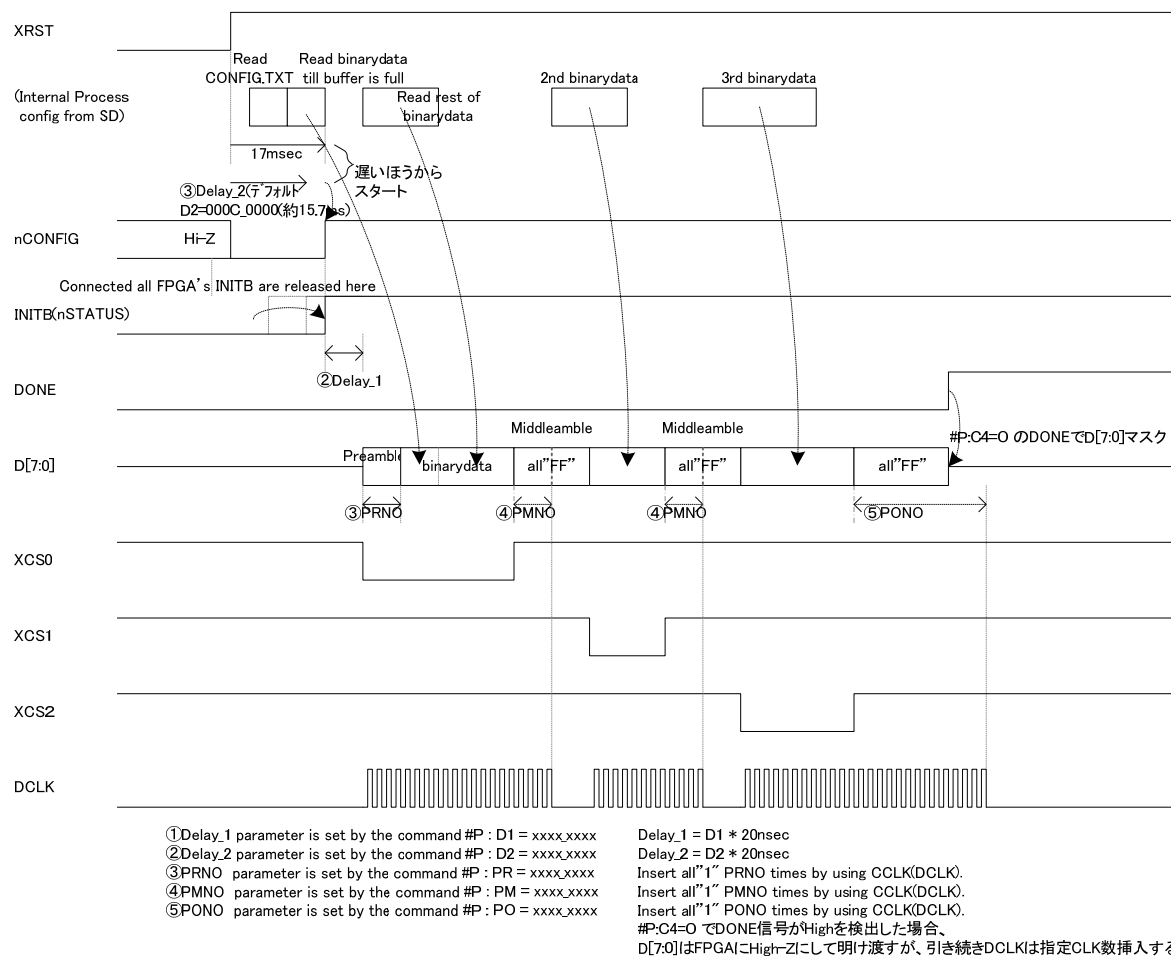 XRST
Read
CONFIG.TXT
Read binarydata
till buffer is full
2nd binarydata
3rd binarydata
(Internal Process
config from SD)
Read rest of
binarydata
17msec
遅いほうから
スタート
③Delay_2(デフォルト
D2=000C_0000(約15.7ms)
nCONFIG
Hi-Z
Connected all FPGA's INITB are released here
INITB(nSTATUS)
②Delay_1
DONE
Middleamble
Middleamble
#P:C4=O のDONEでD[7:0]マスク
D[7:0]
Preamble
binarydata
all"FF"
all"FF"
all"FF"
③PRNO
④PMNO
④PMNO
⑤PONO
XCS0
XCS1
XCS2
DCLK
①Delay_1 parameter is set by the command #P : D1 = xxxx_xxxx
Delay_1 = D1 * 20nsec
②Delay_2 parameter is set by the command #P : D2 = xxxx_xxxx
Delay_2 = D2 * 20nsec
③PRNO parameter is set by the command #P : PR = xxxx_xxxx
Insert all"1" PRNO times by using CCLK(DCLK).
④PMNO parameter is set by the command #P : PM = xxxx_xxxx
Insert all"1" PMNO times by using CCLK(DCLK).
⑤PONO parameter is set by the command #P : PO = xxxx_xxxx
Insert all"1" PONO times by using CCLK(DCLK).
#P:C4=O でDONE信号がHighを検出した場合、
D[7:0]はFPGAにHigh-Zにして明け渡すが、引き続きDCLKは指定CLK数挿入する